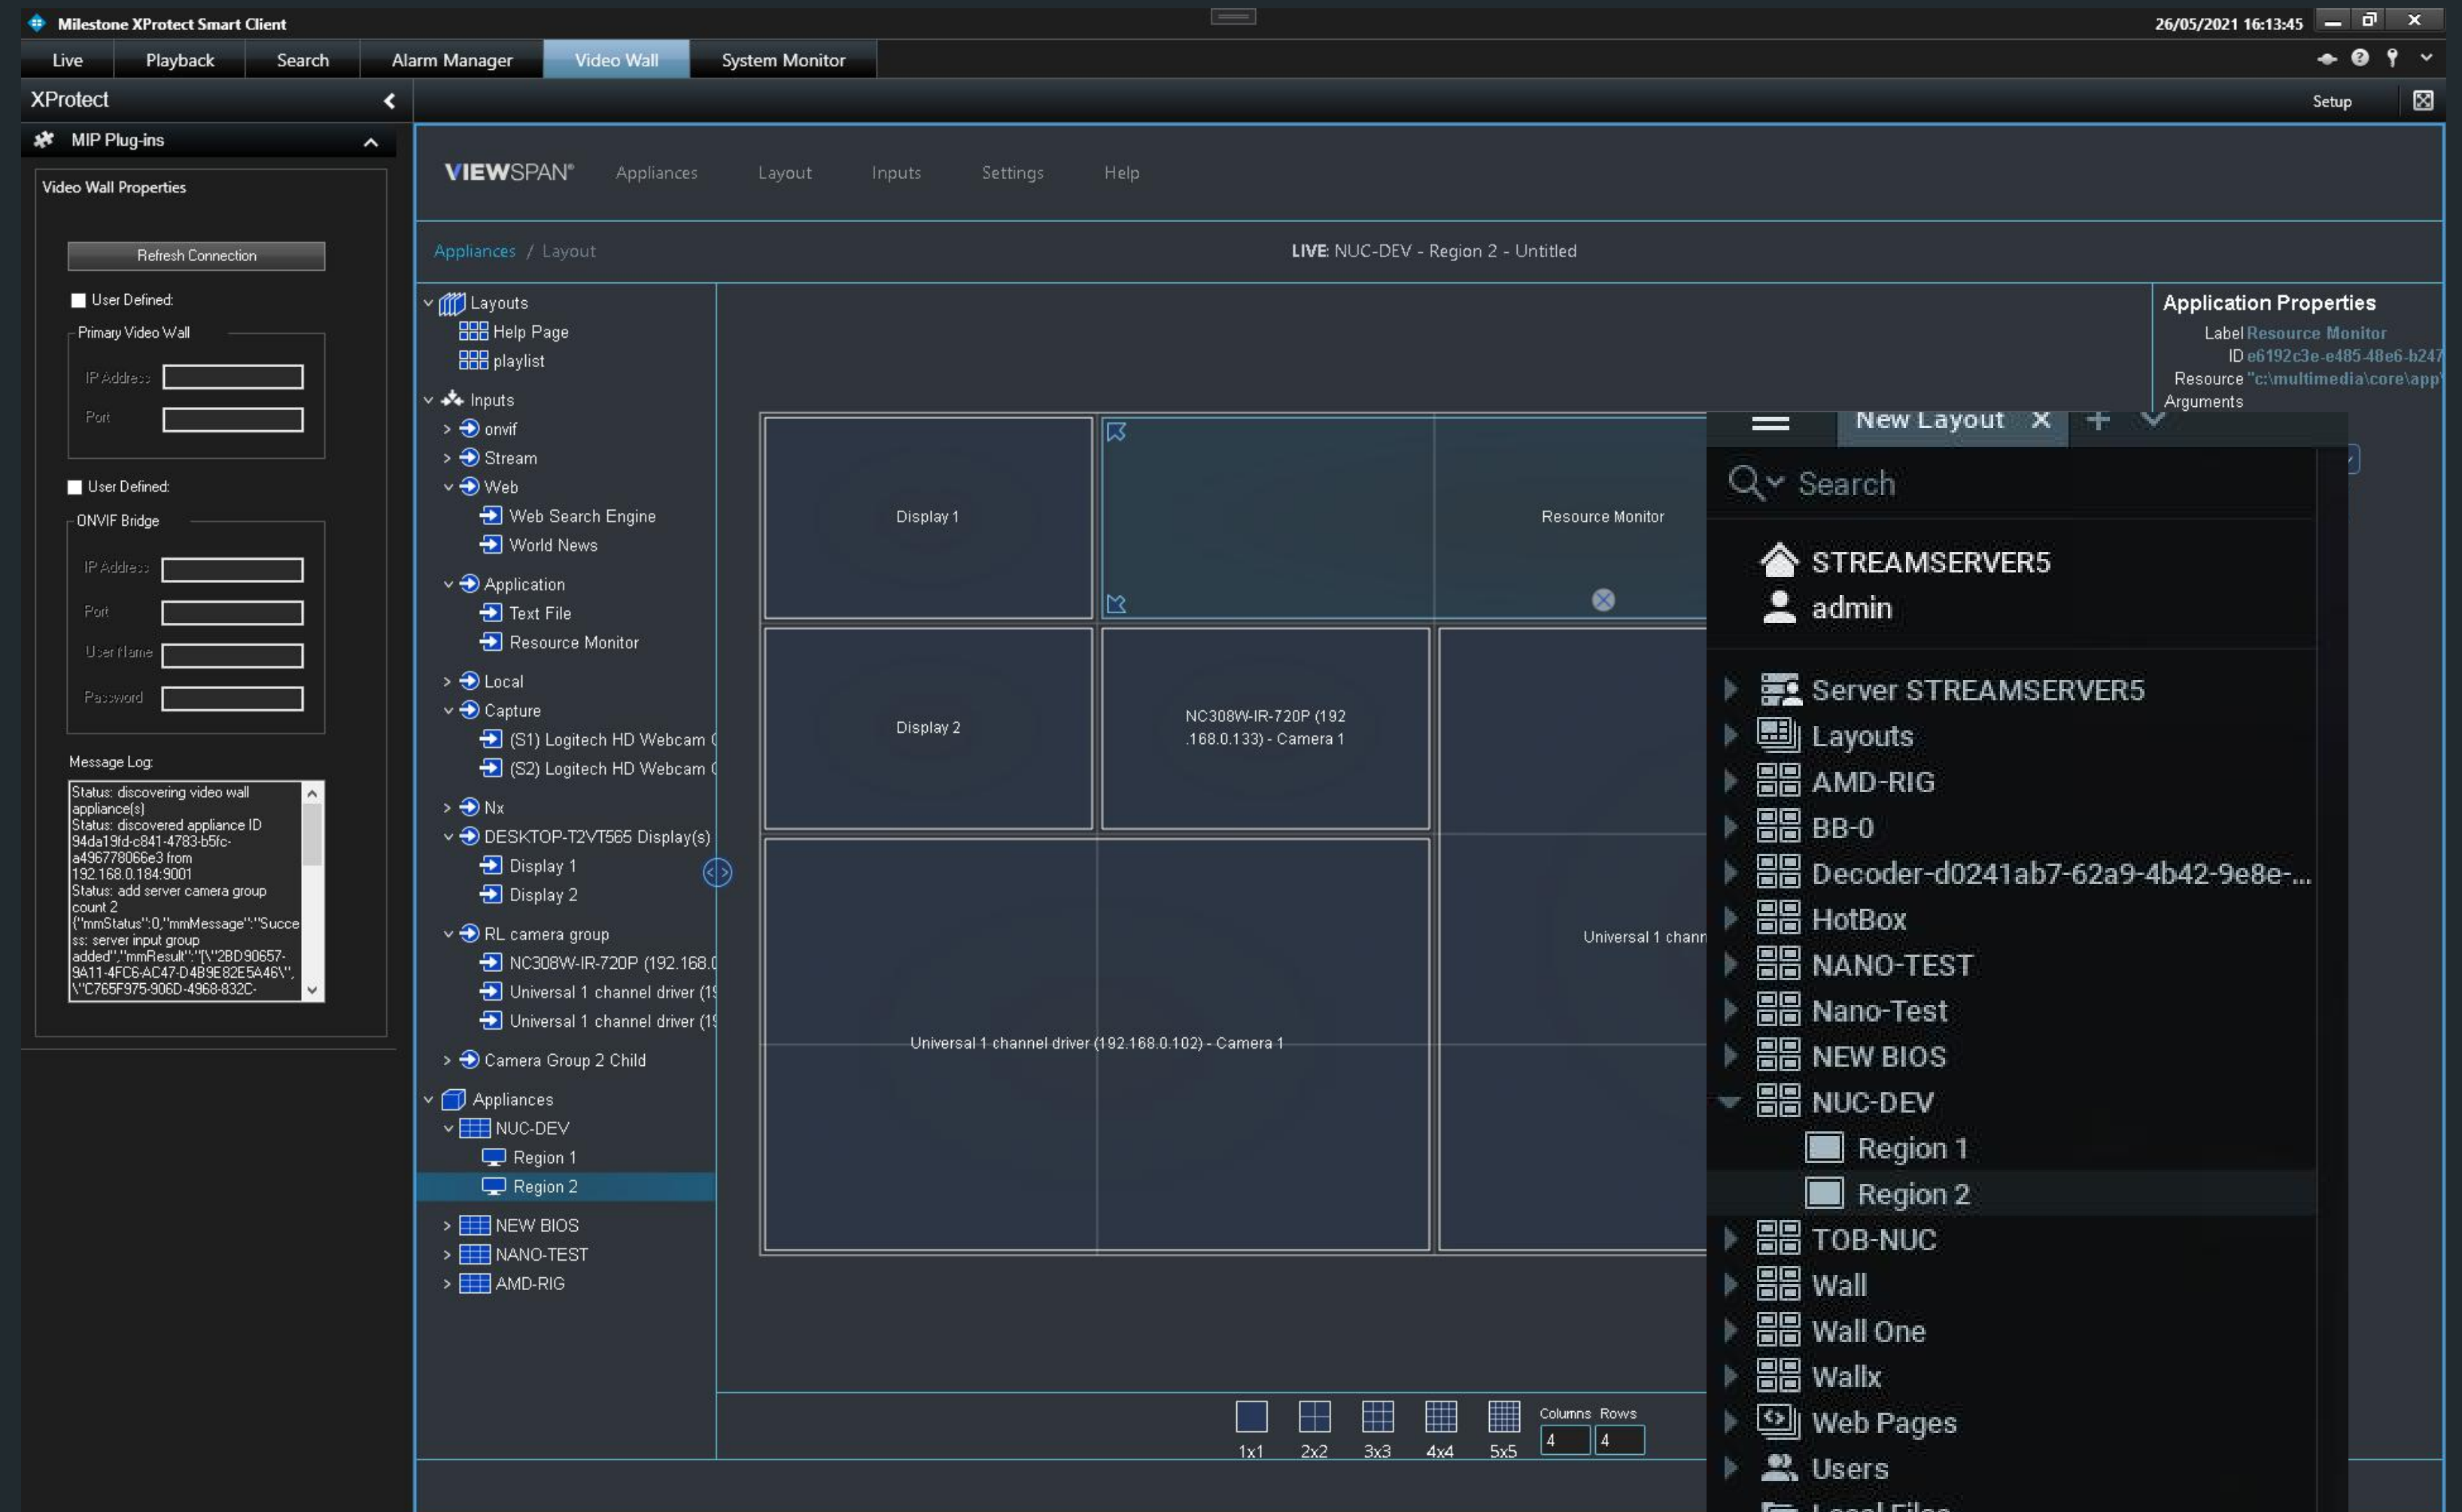 Milestone XProtect Smart Client
26/05/2021 16:13:45
Live Playback Search Alarm Manager Video Wall System Monitor
XProtect
Setup
MIP Plug-ins
Video Wall Properties
Refresh Connection
User Defined:
Primary Video Wall
IP Address
Port
User Defined:
ONVIF Bridge
IP Address
Port
User Name
Password
Message Log:
Status: discovering video wall
appliance(s)
Status: discovered appliance ID
94da19fd-c841-4783-b5fc-
a496778066e3 from
192.168.0.184:9001
Status: add server camera group
count 2
{"mmStatus":0,"mmMessage":"Succe
ss: server input group
added","mmResult":"[\"2BD90657-
9A11-4FC6-AC47-D4B9E82E5A46\",
\"C765F975-906D-4968-832C-
VIEWSPAN® Appliances Layout Inputs Settings Help
Appliances / Layout
LIVE: NUC-DEV - Region 2 - Untitled
Layouts
Help Page
playlist
Inputs
onvif
Stream
Web
Web Search Engine
World News
Application
Text File
Resource Monitor
Local
Capture
(S1) Logitech HD Webcam
(S2) Logitech HD Webcam
Nx
DESKTOP-T2VT565 Display(s)
Display 1
Display 2
RL camera group
NC308W-IR-720P (192.168.0
Universal 1 channel driver (19
Universal 1 channel driver (19
Camera Group 2 Child
Appliances
NUC-DEV
Region 1
Region 2
NEW BIOS
NANO-TEST
AMD-RIG
Display 1
Resource Monitor
Display 2
NC308W-IR-720P (192
.168.0.133) - Camera 1
Universal 1 chann
Universal 1 channel driver (192.168.0.102) - Camera 1
1x1 2x2 3x3 4x4 5x5
Columns Rows
4 4
Application Properties
Label Resource Monitor
ID e6192c3e-e485-48e6-b247
Resource "c:\multimedia\core\app\
Arguments
New Layout
Search
STREAMSERVER5
admin
Server STREAMSERVER5
Layouts
AMD-RIG
BB-0
Decoder-d0241ab7-62a9-4b42-9e8e-...
HotBox
NANO-TEST
Nano-Test
NEW BIOS
NUC-DEV
Region 1
Region 2
TOB-NUC
Wall
Wall One
Wallx
Web Pages
Users
Local Files